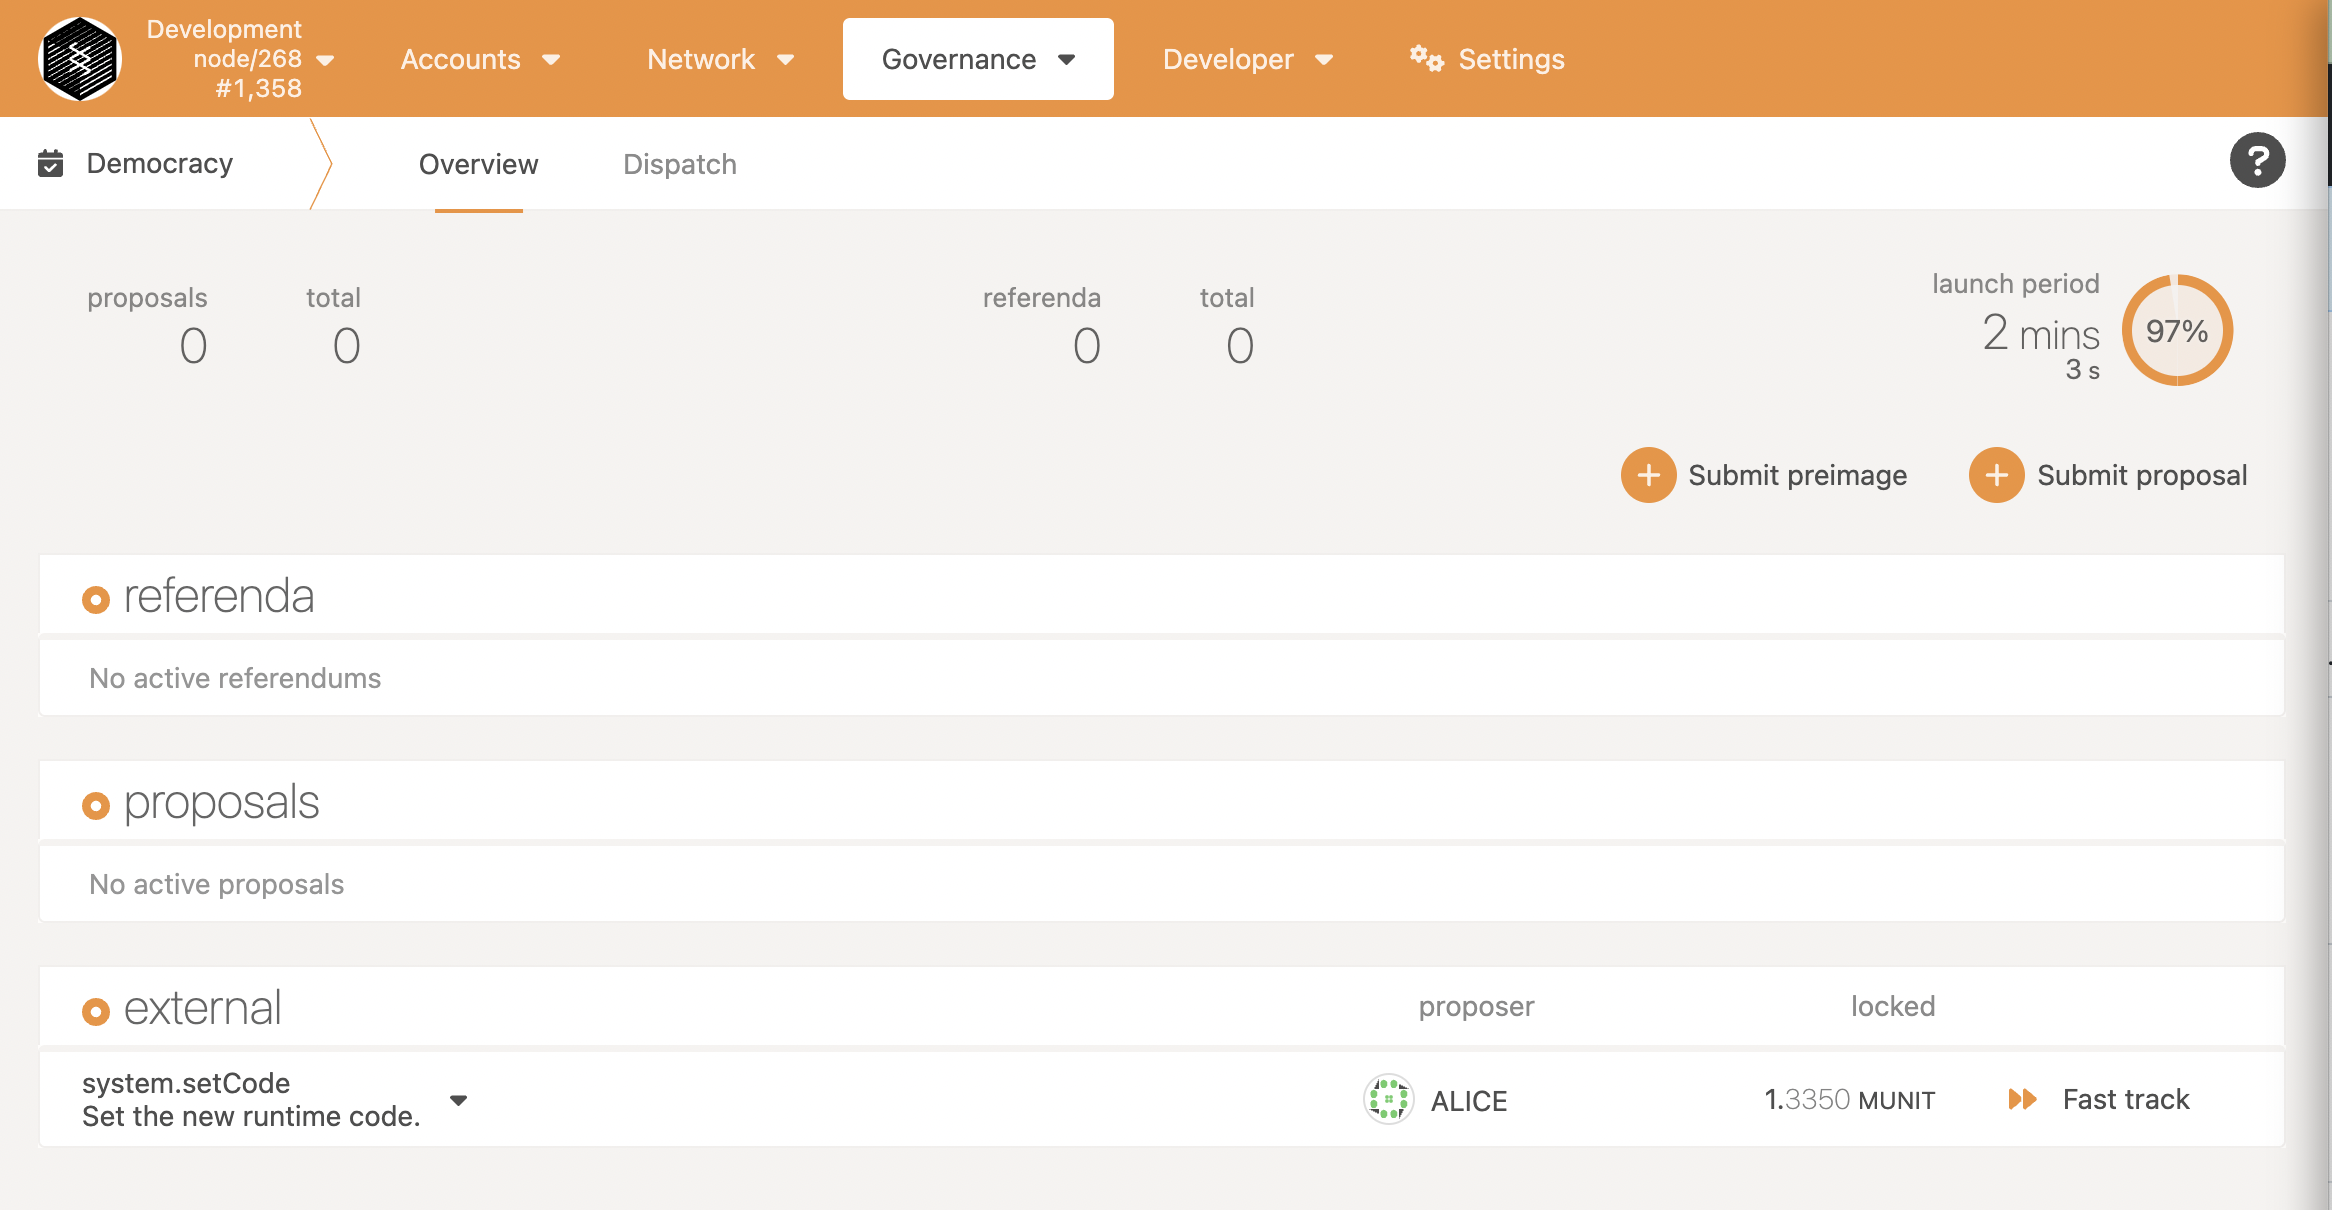 Development
node/268
#1,358
Accounts
Network
Governance
Developer
Settings
Democracy
Overview
Dispatch
?
proposals
0
total
0
referenda
0
total
0
launch period
2 mins
3 s
97%
Submit preimage
Submit proposal
referenda
No active referendums
proposals
No active proposals
external
proposer
locked
system.setCode
Set the new runtime code.
ALICE
1.3350 MUNIT
Fast track